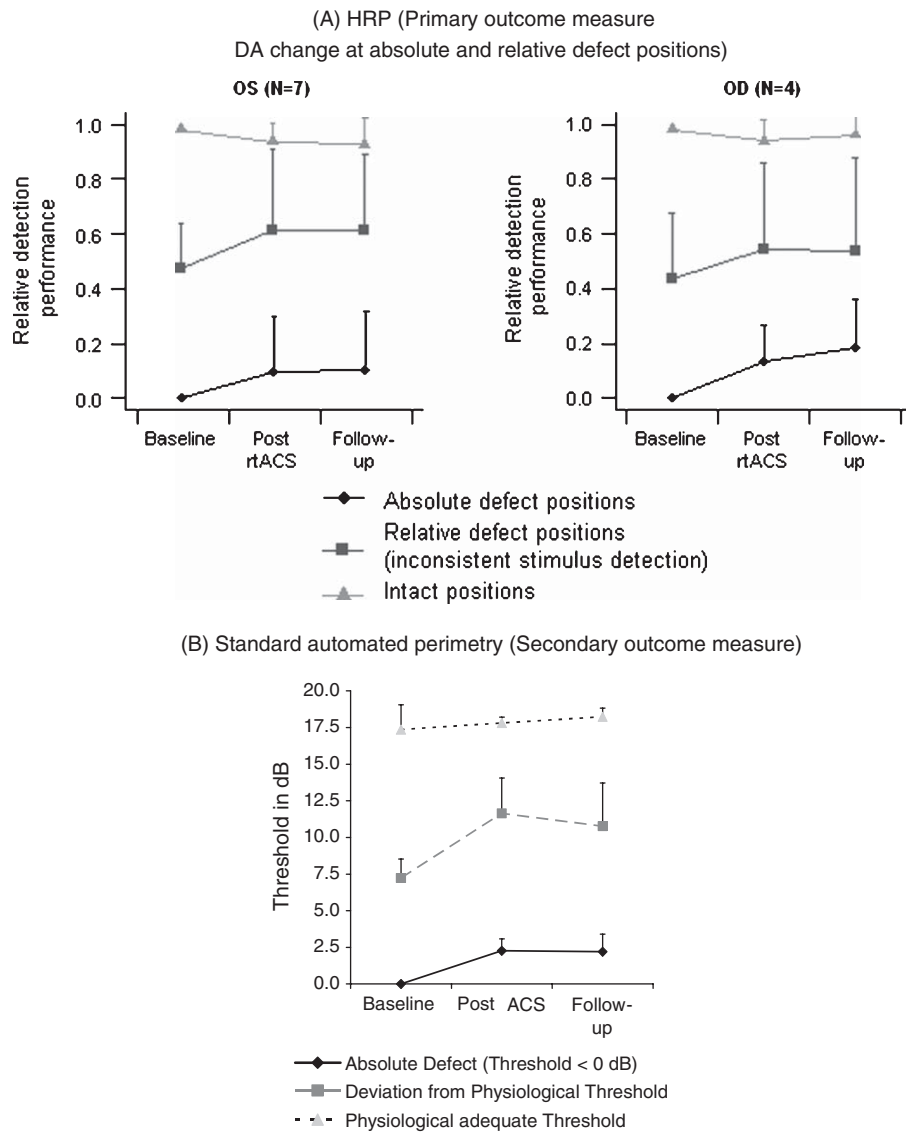 (A) HRP (Primary outcome measure
DA change at absolute and relative defect positions)
OS (N=7)
Relative detection
performance
1.0
0.8
0.6
0.4
0.2
0.0
Baseline
Post
rtACS
Follow-
up
OD (N=4)
Relative detection
performance
1.0
0.8
0.6
0.4
0.2
0.0
Baseline
Post
rtACS
Follow-
up
Absolute defect positions
Relative defect positions
(inconsistent stimulus detection)
Intact positions
(B) Standard automated perimetry (Secondary outcome measure)
Threshold in dB
20.0
17.5
15.0
12.5
10.0
7.5
5.0
2.5
0.0
Baseline
Post ACS
Follow-
up
Absolute Defect (Threshold < 0 dB)
Deviation from Physiological Threshold
Physiological adequate Threshold